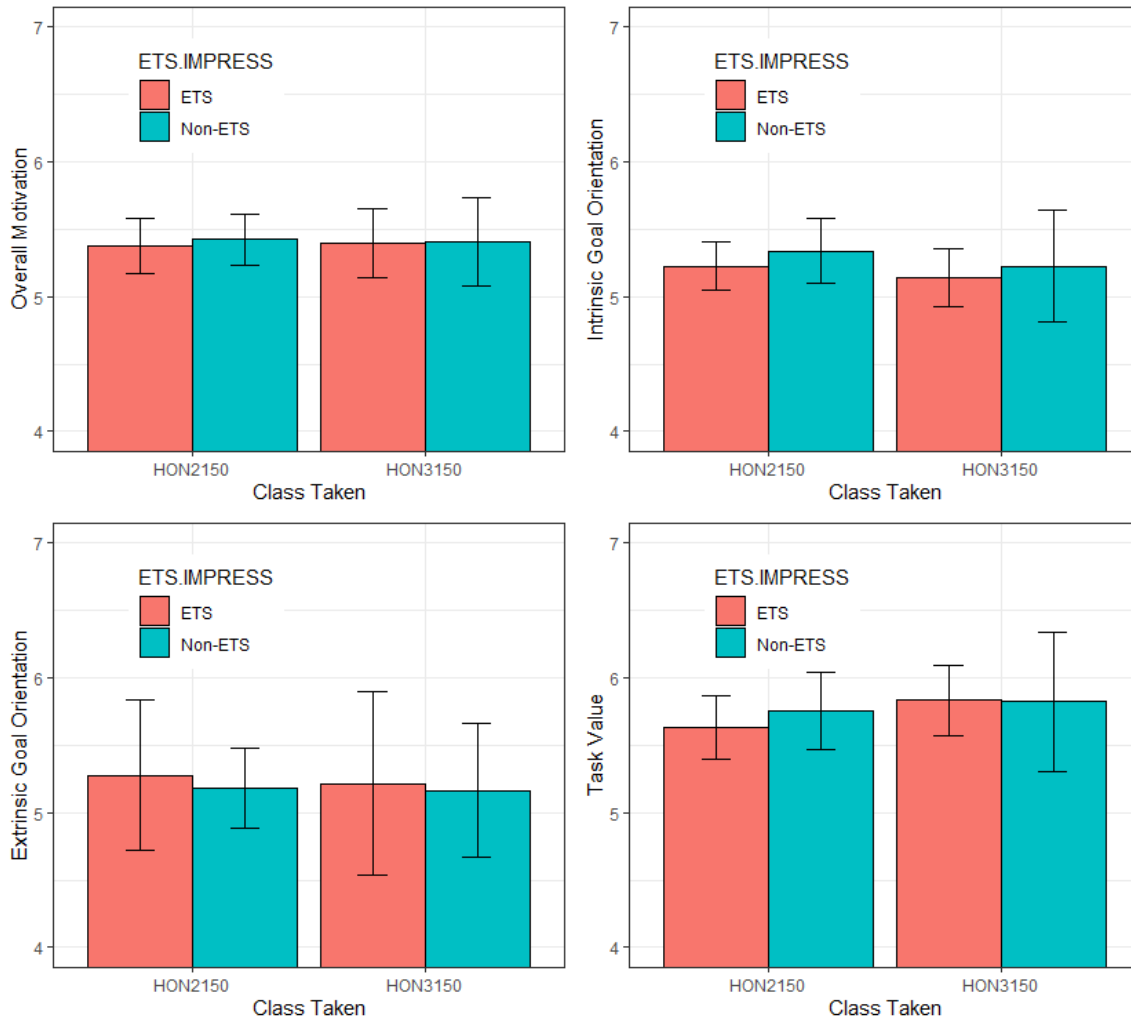 Overall Motivation
7
6
5
4
ETS.IMPRESS
ETS
Non-ETS
HON2150 HON3150
Class Taken
Intrinsic Goal Orientation
7
6
5
4
ETS.IMPRESS
ETS
Non-ETS
HON2150 HON3150
Class Taken
Extrinsic Goal Orientation
7
6
5
4
ETS.IMPRESS
ETS
Non-ETS
HON2150 HON3150
Class Taken
Task Value
7
6
5
4
ETS.IMPRESS
ETS
Non-ETS
HON2150 HON3150
Class Taken